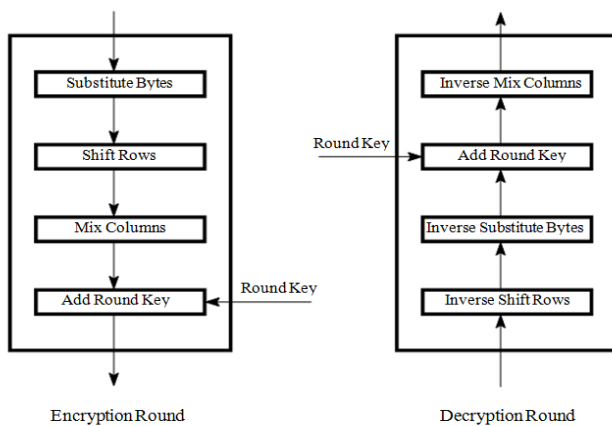 Substitute Bytes
Shift Rows
Mix Columns
Add Round Key
Round Key
Encryption Round
Inverse Mix Columns
Round Key
Add Round Key
Inverse Substitute Bytes
Inverse Shift Rows
Decryption Round